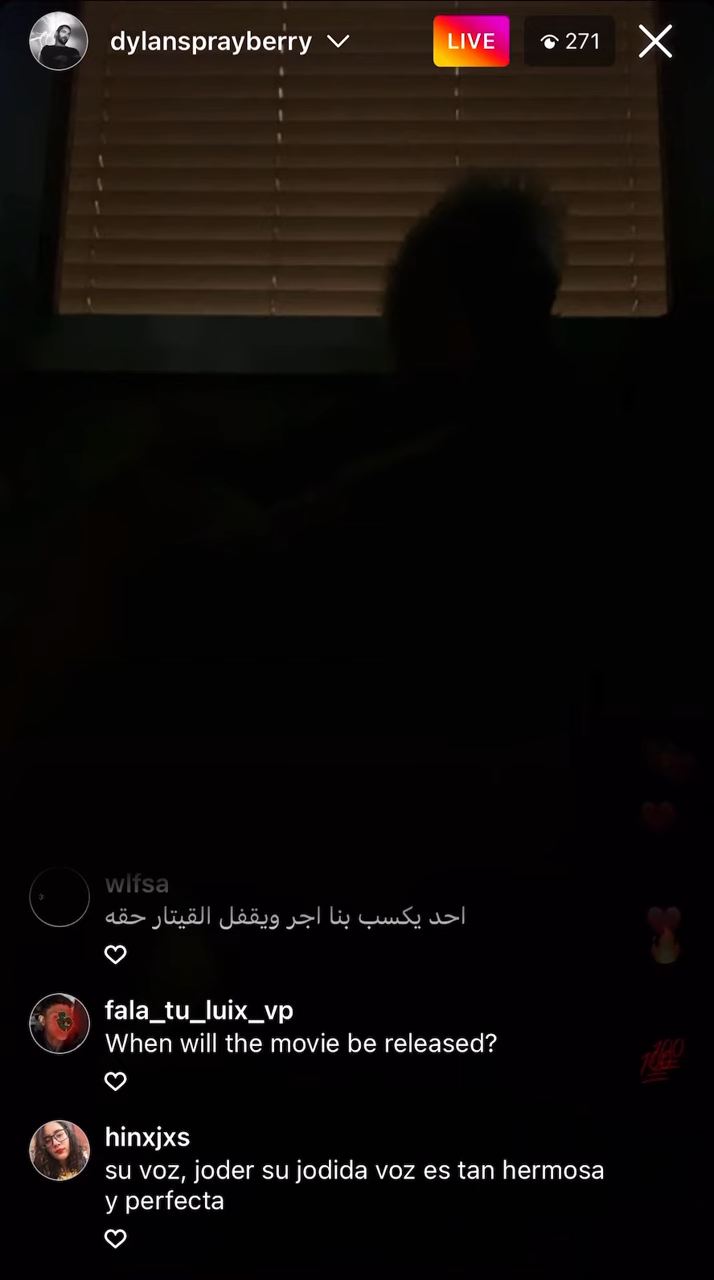 dylansprayberry
LIVE
271
wlfsa
احد يكسب بنا اجر ويقفل القيتار حقه
fala_tu_luix_vp
When will the movie be released?
hinxjxs
su voz, joder su jodida voz es tan hermosa
y perfecta